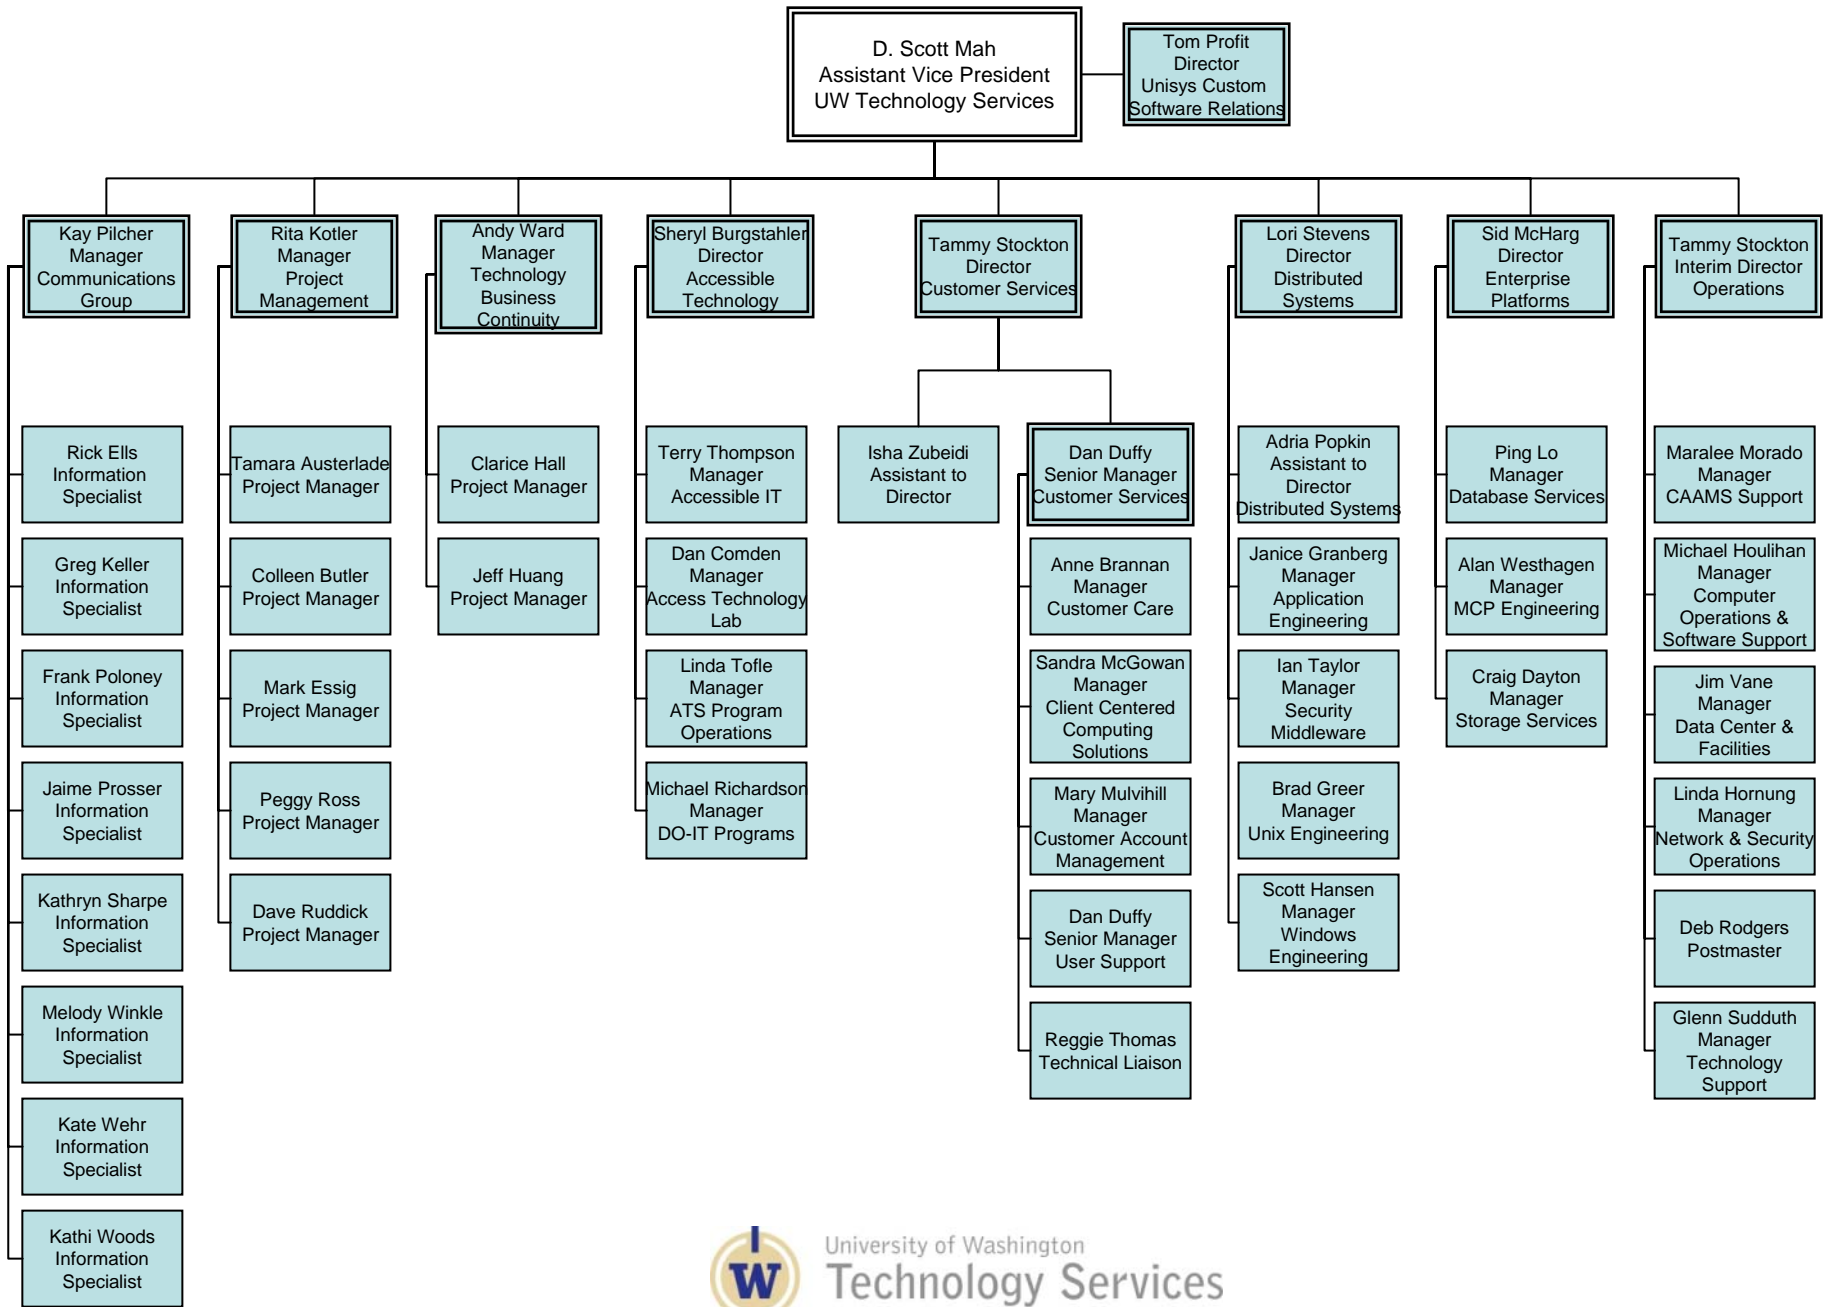 D. Scott Mah
Assistant Vice President
UW Technology Services
Tom Profit
Director
Unisys Custom
Software Relations
Kay Pilcher
Manager
Communications
Group
Rita Kotler
Manager
Project
Management
Andy Ward
Manager
Technology
Business
Continuity
Sheryl Burgstahler
Director
Accessible
Technology
Tammy Stockton
Director
Customer Services
Lori Stevens
Director
Distributed
Systems
Sid McHarg
Director
Enterprise
Platforms
Tammy Stockton
Interim Director
Operations
Rick Ells
Information
Specialist
Greg Keller
Information
Specialist
Frank Poloney
Information
Specialist
Jaime Prosser
Information
Specialist
Kathryn Sharpe
Information
Specialist
Melody Winkle
Information
Specialist
Kate Wehr
Information
Specialist
Kathi Woods
Information
Specialist
Tamara Austerlade
Project Manager
Colleen Butler
Project Manager
Mark Essig
Project Manager
Peggy Ross
Project Manager
Dave Ruddick
Project Manager
Clarice Hall
Project Manager
Jeff Huang
Project Manager
Terry Thompson
Manager
Accessible IT
Dan Comden
Manager
Access Technology
Lab
Linda Tofle
Manager
ATS Program
Operations
Michael Richardson
Manager
DO-IT Programs
Isha Zubeidi
Assistant to
Director
Dan Duffy
Senior Manager
Customer Services
Anne Brannan
Manager
Customer Care
Sandra McGowan
Manager
Client Centered
Computing
Solutions
Mary Mulvihill
Manager
Customer Account
Management
Dan Duffy
Senior Manager
User Support
Reggie Thomas
Technical Liaison
Adria Popkin
Assistant to
Director
Distributed Systems
Janice Granberg
Manager
Application
Engineering
Ian Taylor
Manager
Security
Middleware
Brad Greer
Manager
Unix Engineering
Scott Hansen
Manager
Windows
Engineering
Ping Lo
Manager
Database Services
Alan Westhagen
Manager
MCP Engineering
Craig Dayton
Manager
Storage Services
Maralee Morado
Manager
CAAMS Support
Michael Houlihan
Manager
Computer
Operations &
Software Support
Jim Vane
Manager
Data Center &
Facilities
Linda Hornung
Manager
Network & Security
Operations
Deb Rodgers
Postmaster
Glenn Sudduth
Manager
Technology
Support
W
University of Washington
Technology Services